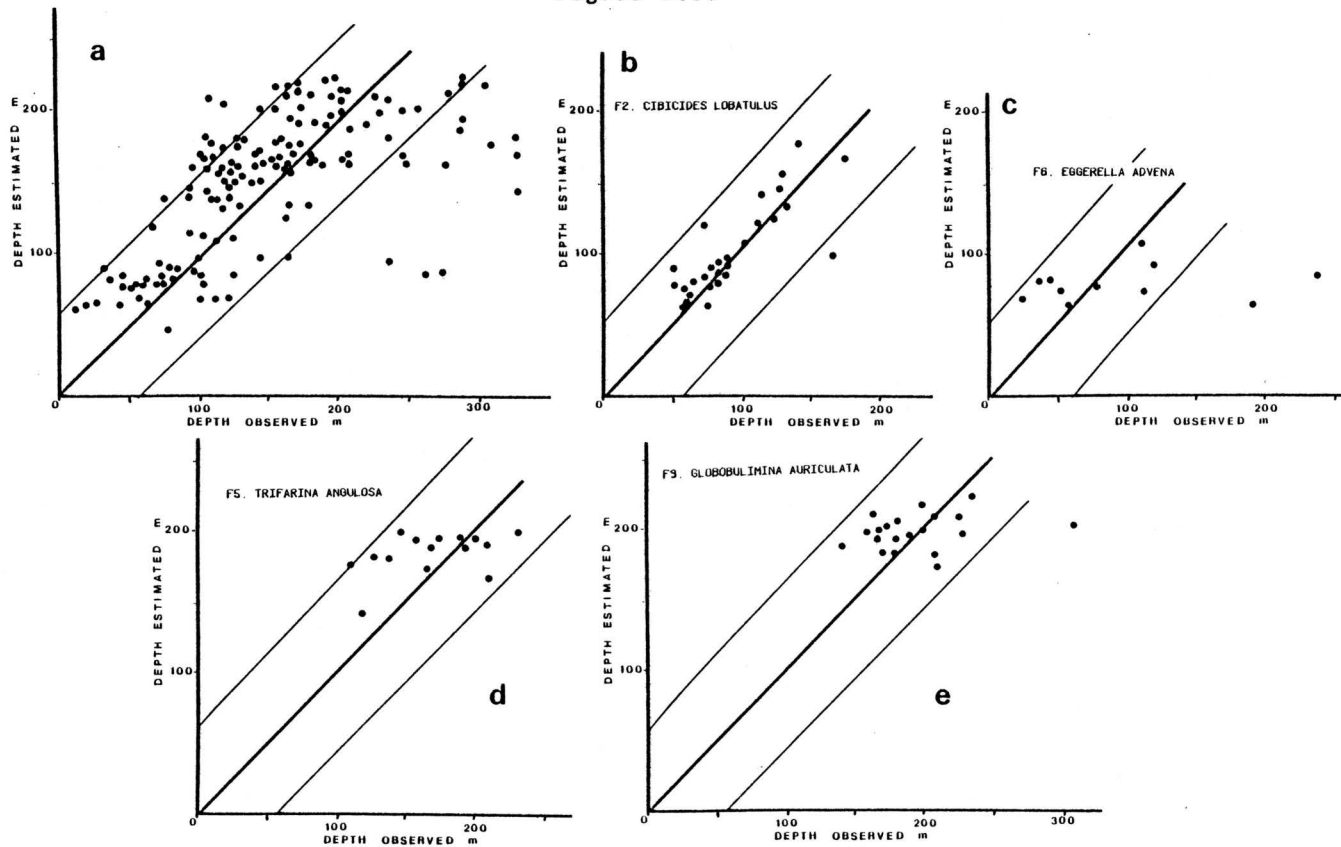 a
DEPTH ESTIMATED m
200
100
0
100
200
300
DEPTH OBSERVED m
b
F2. CIBICIDES LOBATULUS
DEPTH ESTIMATED m
200
100
0
100
200
DEPTH OBSERVED m
c
F6. EGGERELLA ADVENA
DEPTH ESTIMATED m
200
100
0
100
200
DEPTH OBSERVED m
F5. TRIFARINA ANGULOSA
DEPTH ESTIMATED m
200
100
d
0
100
200
DEPTH OBSERVED m
F9. GLOBOBULIMINA AURICULATA
DEPTH ESTIMATED m
200
100
e
0
100
200
300
DEPTH OBSERVED m